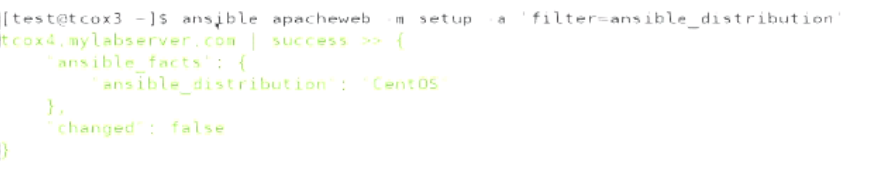 [test@tcox3 ~]$ ansible apacheweb -m setup -a 'filter=ansible_distribution'
tcox4.mylabserver.com | success >> {
    "ansible_facts": {
        "ansible_distribution": "CentOS"
    },
    "changed": false
}